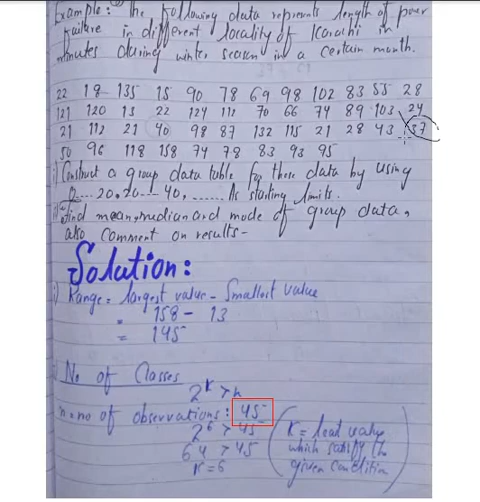 Example: The following data represents length of power
failure in different locality of Karachi in
minutes during winter season in a certain month.
22 18 135 15 90 78 69 98 102 83 55 28
121 120 13 22 124 112 70 66 74 89 103 24
21 112 21 40 98 87 132 115 21 28 43 37
50 96 118 158 74 78 83 93 95
i) Construct a group data table for these data by using
0....20, 20....40, ....... As starting limits.
ii) Find mean, median and mode of group data,
also comment on results-
Solution:
i) Range = largest value - Smallest value
= 158 - 13
= 145
No of Classes
2^k > n
n = no of observations: 45
2^6 > 45
64 > 45
K = 6
(K = least value
which satisfy the
given condition)